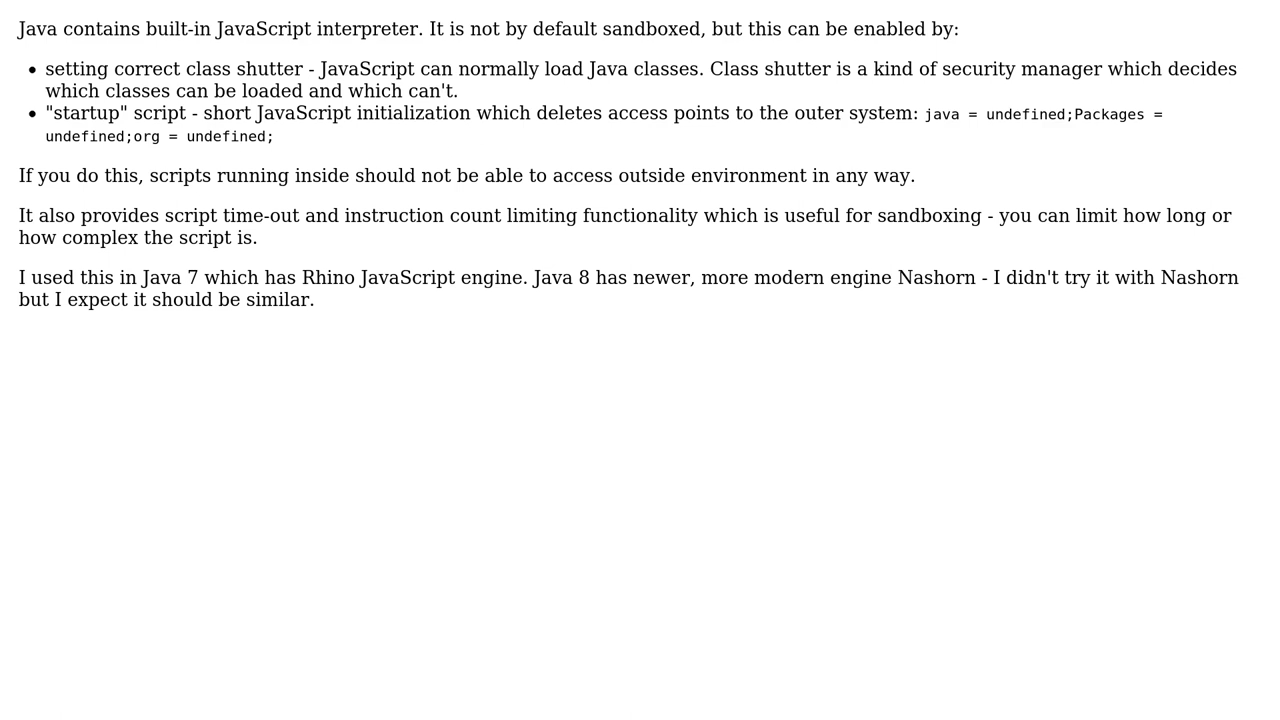 Java contains built-in JavaScript interpreter. It is not by default sandboxed, but this can be enabled by:
• setting correct class shutter - JavaScript can normally load Java classes. Class shutter is a kind of security manager which decides
which classes can be loaded and which can't.
• "startup" script - short JavaScript initialization which deletes access points to the outer system: java = undefined;Packages =
undefined;org = undefined;
If you do this, scripts running inside should not be able to access outside environment in any way.
It also provides script time-out and instruction count limiting functionality which is useful for sandboxing - you can limit how long or
how complex the script is.
I used this in Java 7 which has Rhino JavaScript engine. Java 8 has newer, more modern engine Nashorn - I didn't try it with Nashorn
but I expect it should be similar.